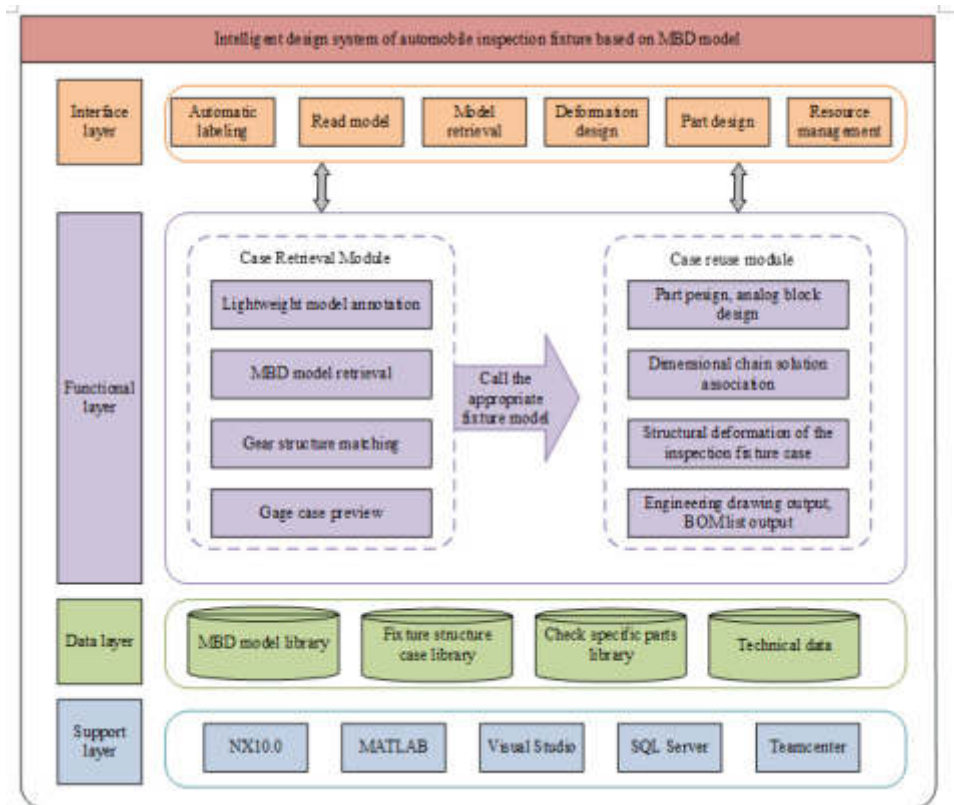 Intelligent design system of automobile inspection fixture based on MBD model
Interface
layer
Automatic
labeling
Read model
Model
retrieval
Deformation
design
Part design
Resource
management
Functional
layer
Case Retrieval Module
Lightweight model annotation
MBD model retrieval
Gear structure matching
Gage case preview
Call the
appropriate
fixture model
Case reuse module
Part pesign, analog block
design
Dimensional chain solution
association
Structural deformation of the
inspection fixture case
Engineering drawing output,
BOM list output
Data layer
MBD model library
Fixture structure
case library
Check specific parts
library
Technical data
Support
layer
NX10.0
MATLAB
Visual Studio
SQL Server
Teamcenter